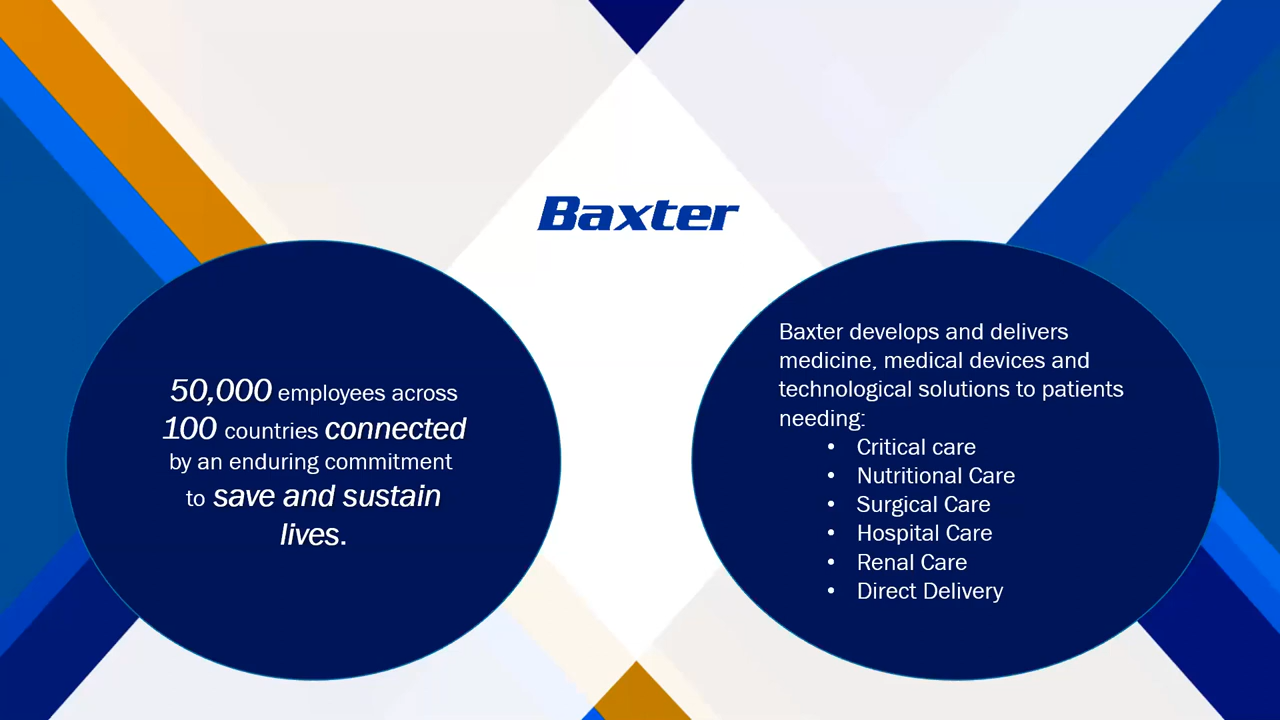 Baxter
50,000 employees across
100 countries connected
by an enduring commitment
to save and sustain
lives.
Baxter develops and delivers
medicine, medical devices and
technological solutions to patients
needing:
• Critical care
• Nutritional Care
• Surgical Care
• Hospital Care
• Renal Care
• Direct Delivery